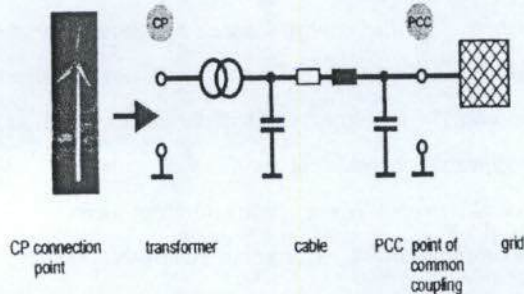 CP
PCC
CP connection point
transformer
cable
PCC point of common coupling
grid